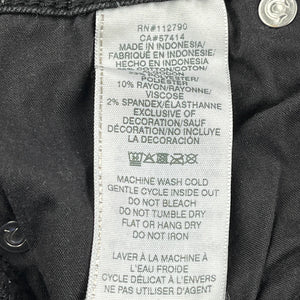 RN#112790
CA#57414
MADE IN INDONESIA/
FABRIQUÉ EN INDONÉSIE/
HECHO EN INDONESIA
COTTON/COTON/
POLYESTER
10% RAYON/RAYONNE/
VISCOSE
2% SPANDEX/ÉLASTHANNE
EXCLUSIVE OF
DECORATION/SAUF
DÉCORATION/NO INCLUYE
LA DECORACIÓN
MACHINE WASH COLD
GENTLE CYCLE INSIDE OUT
DO NOT BLEACH
DO NOT TUMBLE DRY
FLAT OR HANG DRY
DO NOT IRON
LAVER À LA MACHINE À
L'EAU FROIDE
CYCLE DÉLICAT À L'ENVERS
NE PAS UTILISER D'AGENT